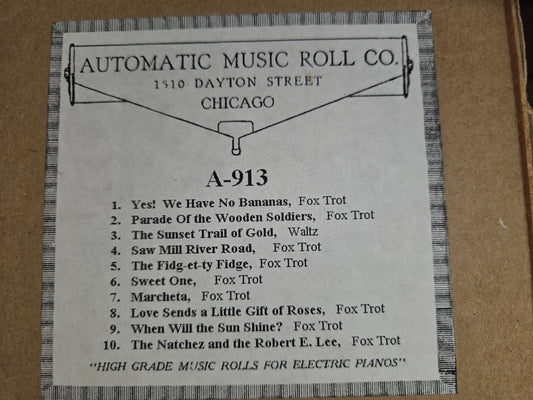 AUTOMATIC MUSIC ROLL CO.
1510 DAYTON STREET
CHICAGO
A-913
1. Yes! We Have No Bananas, Fox Trot
2. Parade Of the Wooden Soldiers, Fox Trot
3. The Sunset Trail of Gold, Waltz
4. Saw Mill River Road, Fox Trot
5. The Fidg-et-ty Fidge, Fox Trot
6. Sweet One, Fox Trot
7. Marcheta, Fox Trot
8. Love Sends a Little Gift of Roses, Fox Trot
9. When Will the Sun Shine? Fox Trot
10. The Natchez and the Robert E. Lee, Fox Trot
"HIGH GRADE MUSIC ROLLS FOR ELECTRIC PIANOS"